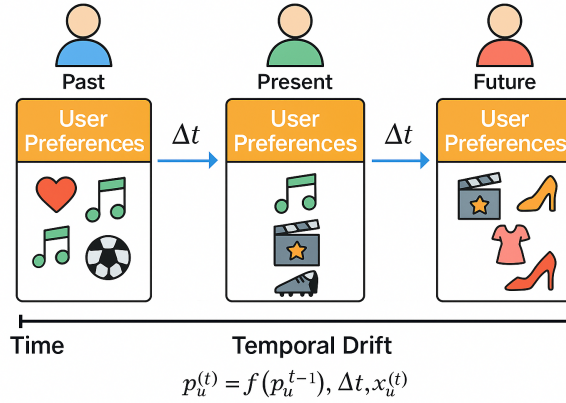 Past
Present
Future
User
Preferences
Δt
User
Preferences
Δt
User
Preferences
Time
Temporal Drift
p_u^(t) = f(p_u^t−1), Δt, x_u^(t)